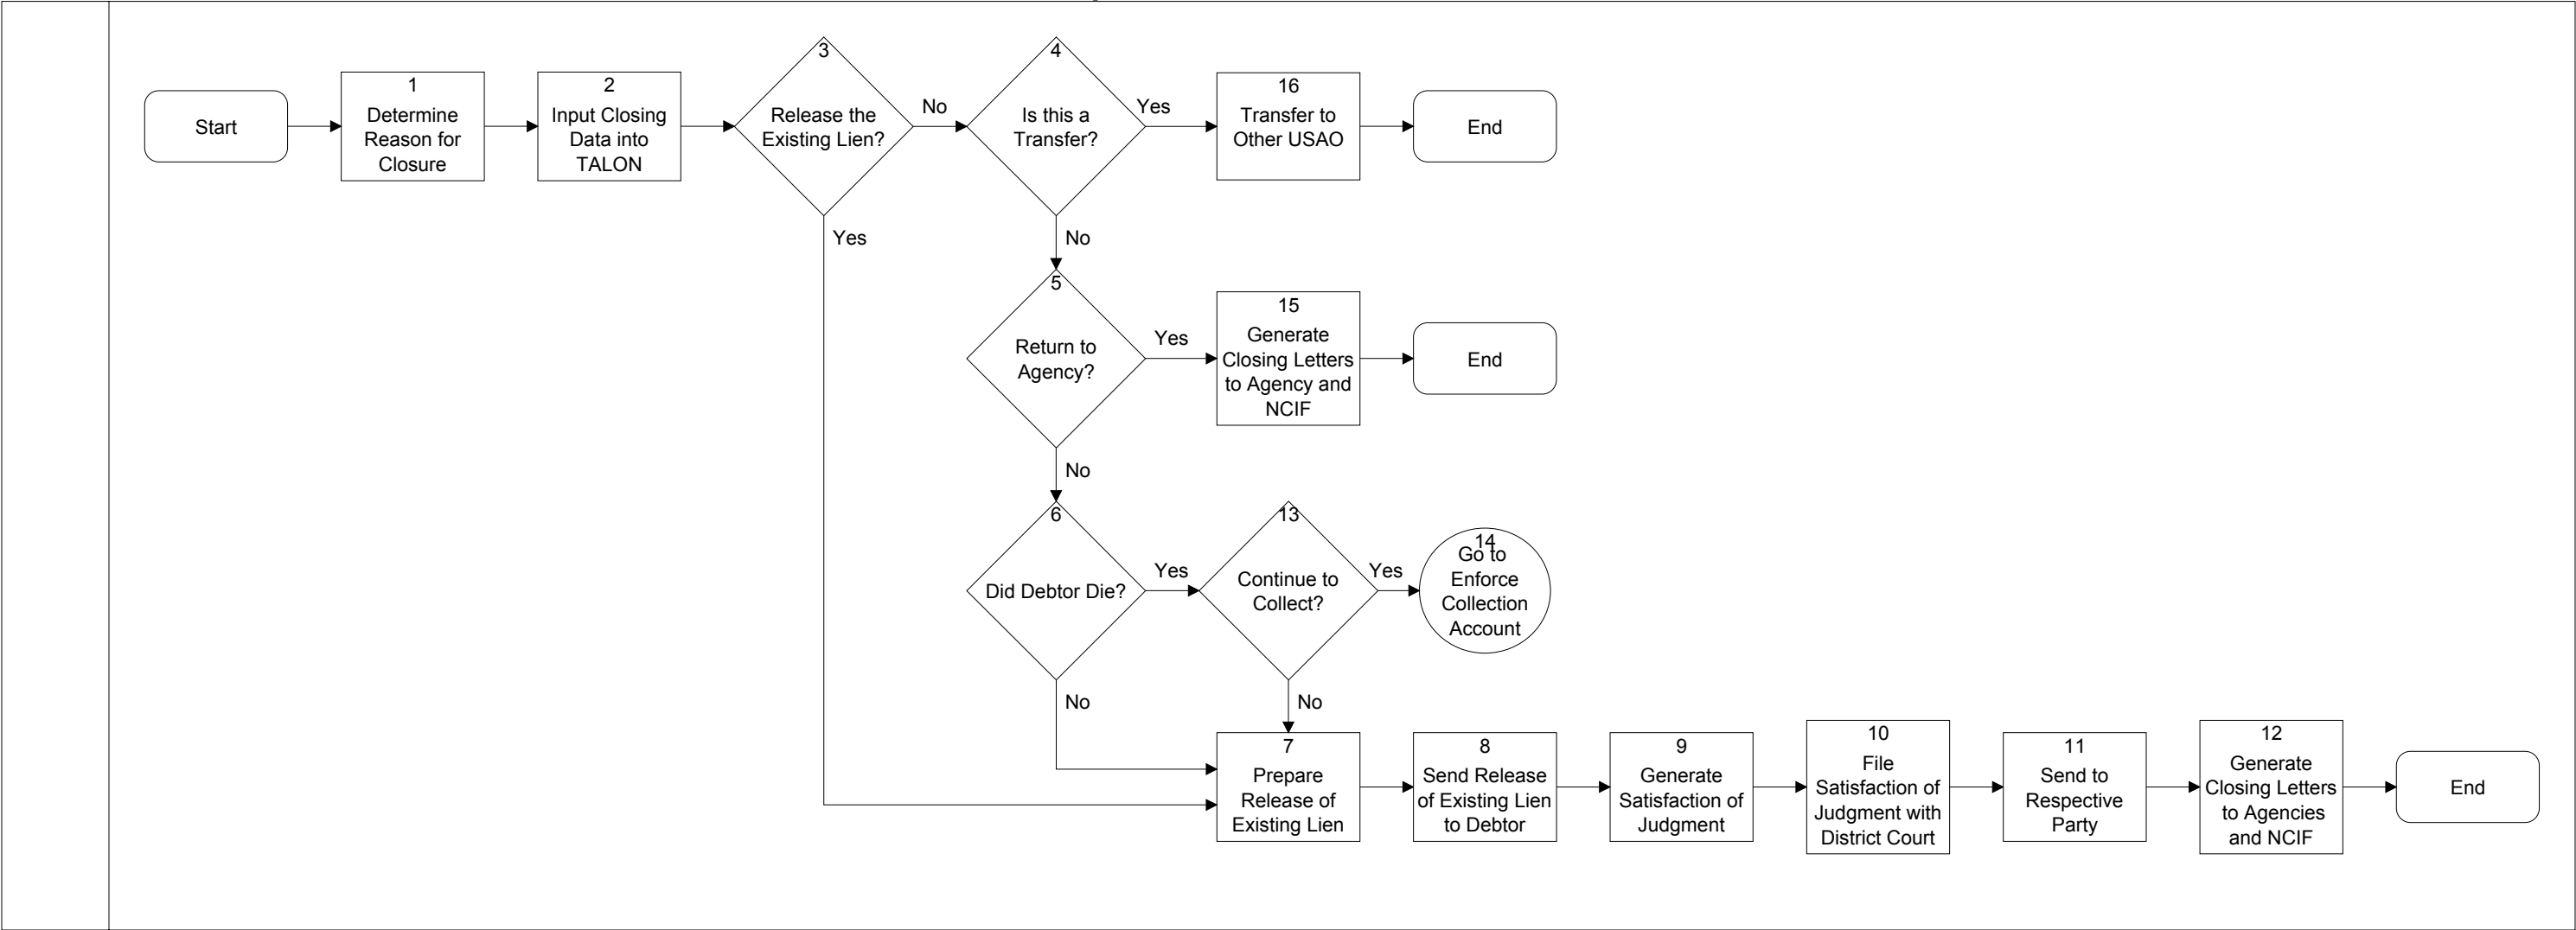 Start
1
Determine
Reason for
Closure
2
Input Closing
Data into
TALON
3
Release the
Existing Lien?
No
Yes
4
Is this a
Transfer?
Yes
No
16
Transfer to
Other USAO
End
5
Return to
Agency?
Yes
No
15
Generate
Closing Letters
to Agency and
NCIF
End
6
Did Debtor Die?
Yes
No
13
Continue to
Collect?
Yes
No
14
Go to
Enforce
Collection
Account
7
Prepare
Release of
Existing Lien
8
Send Release
of Existing Lien
to Debtor
9
Generate
Satisfaction of
Judgment
10
File
Satisfaction of
Judgment with
District Court
11
Send to
Respective
Party
12
Generate
Closing Letters
to Agencies
and NCIF
End